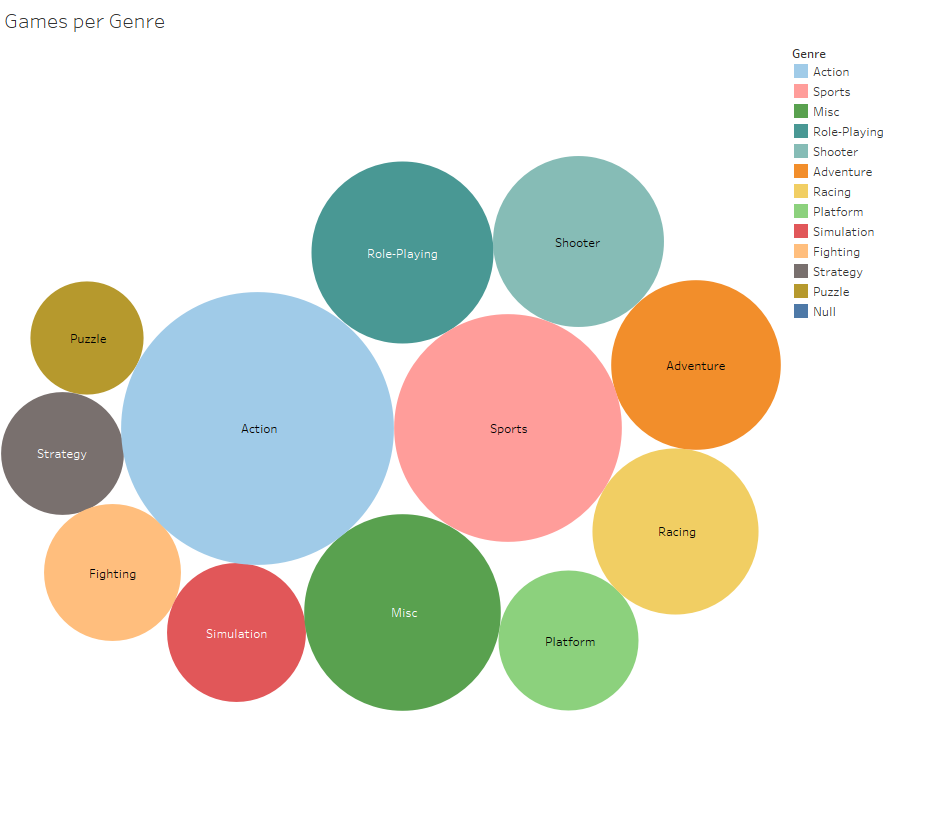 Games per Genre
Genre
Action
Sports
Misc
Role-Playing
Shooter
Adventure
Racing
Platform
Simulation
Fighting
Strategy
Puzzle
Null
Shooter
Role-Playing
Puzzle
Adventure
Action
Sports
Strategy
Racing
Fighting
Misc
Simulation
Platform